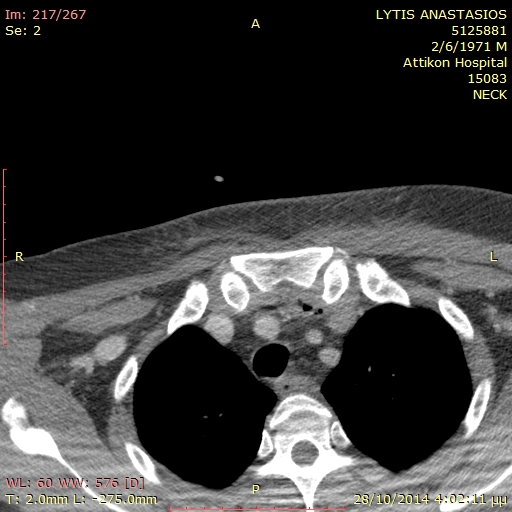 Im: 217/267
Se: 2
A
LYTIS ANASTASIOS
5125881
2/6/1971 M
Attikon Hospital
15083
NECK
R
L
WL: 60 WW: 576 [D]
T: 2.0mm L: -275.0mm
P
28/10/2014 4:02:11 μμ